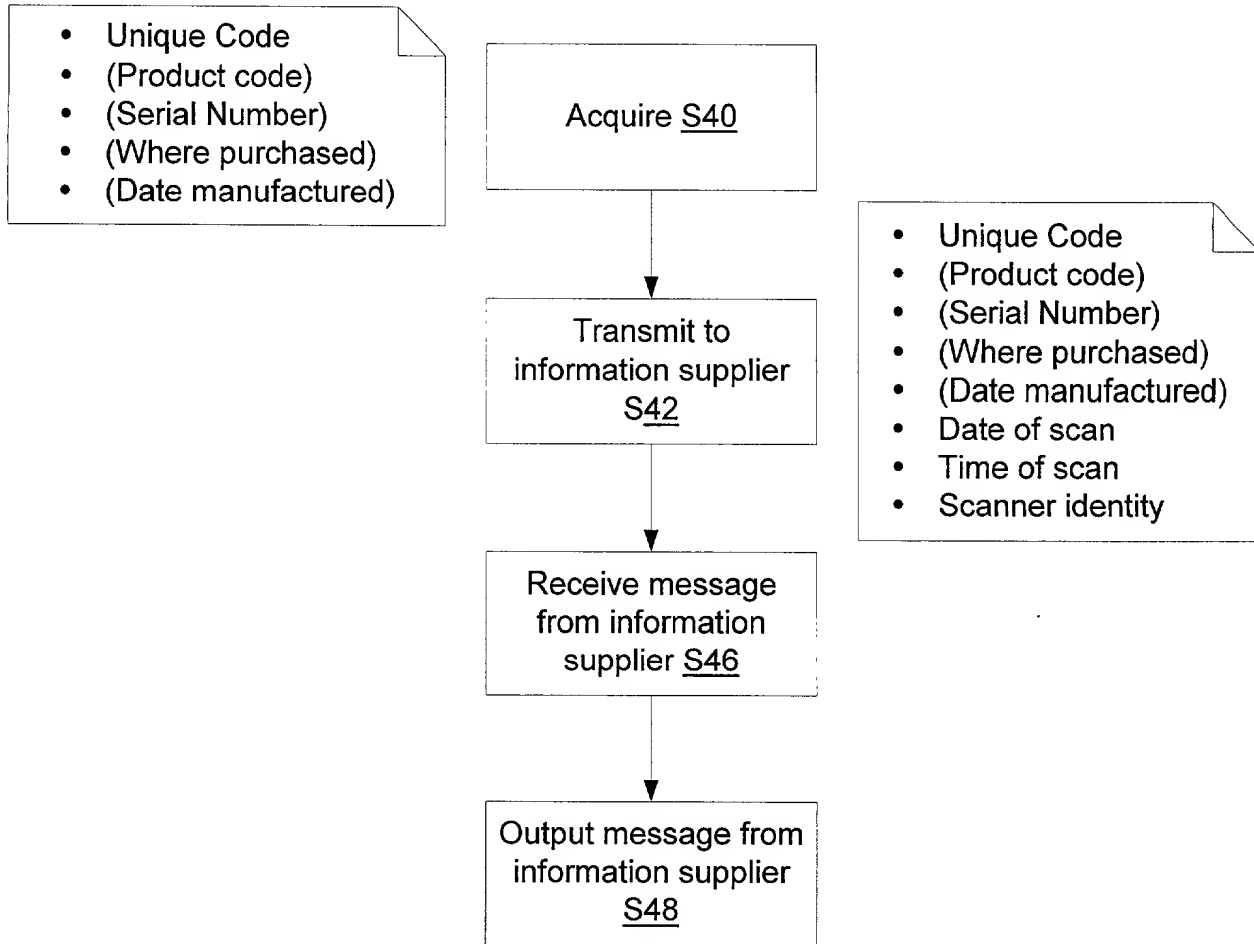 • Unique Code
• (Product code)
• (Serial Number)
• (Where purchased)
• (Date manufactured)
Acquire S40
Transmit to
information supplier
S42
• Unique Code
• (Product code)
• (Serial Number)
• (Where purchased)
• (Date manufactured)
• Date of scan
• Time of scan
• Scanner identity
Receive message
from information
supplier S46
Output message from
information supplier
S48